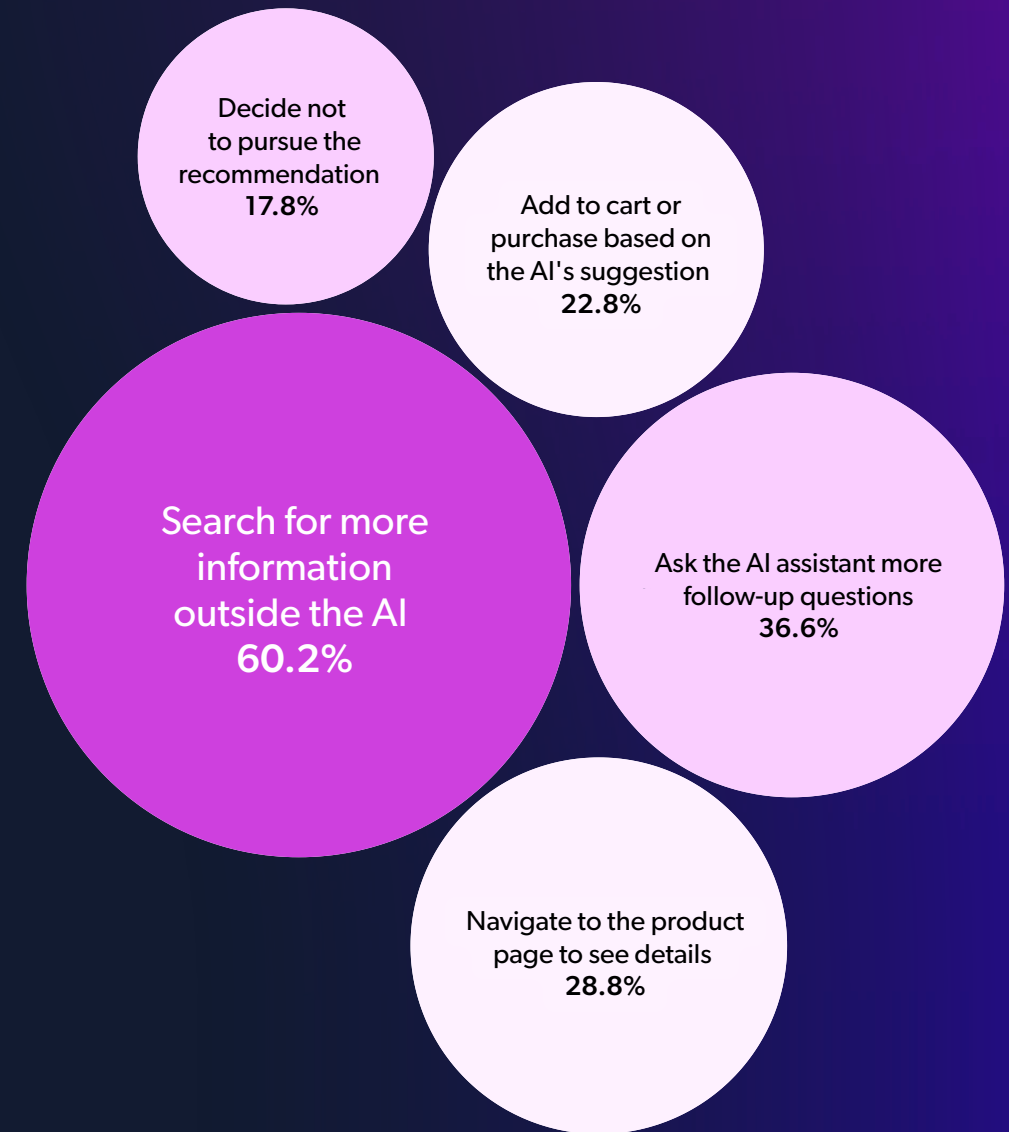 Decide not
to pursue the
recommendation
17.8%
Add to cart or
purchase based on
the AI's suggestion
22.8%
Search for more
information
outside the AI
60.2%
Ask the AI assistant more
follow-up questions
36.6%
Navigate to the product
page to see details
28.8%